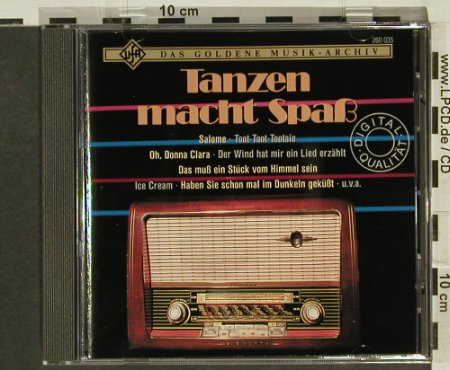 10 cm
UFA
DAS GOLDENE MUSIK-ARCHIV
260 035
Tanzen
macht Spaß
Salome · Toot-Toot-Tootsie
Oh, Donna Clara · Der Wind hat mir ein Lied erzählt
Das muß ein Stück vom Himmel sein
Ice Cream · Haben Sie schon mal im Dunkeln geküßt · u.v.a.
DIGITAL
QUALITÄT
www.LPCD.de / CD
10 cm